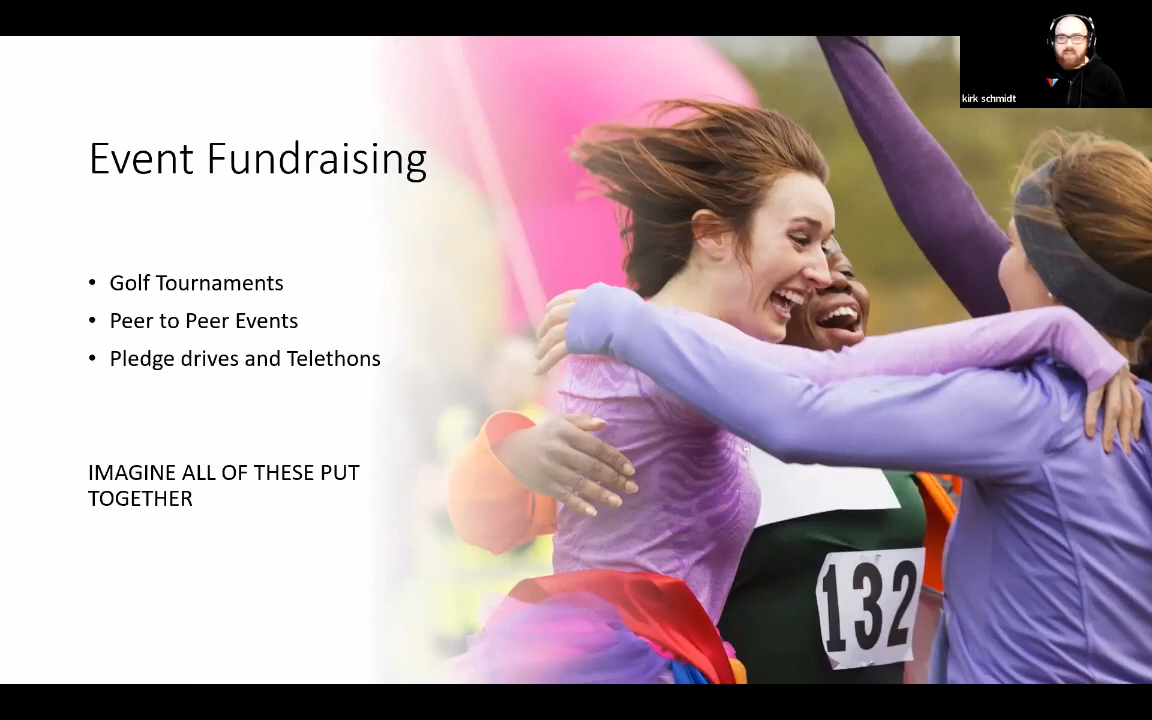 kirk schmidt
Event Fundraising
• Golf Tournaments
• Peer to Peer Events
• Pledge drives and Telethons
IMAGINE ALL OF THESE PUT
TOGETHER
132